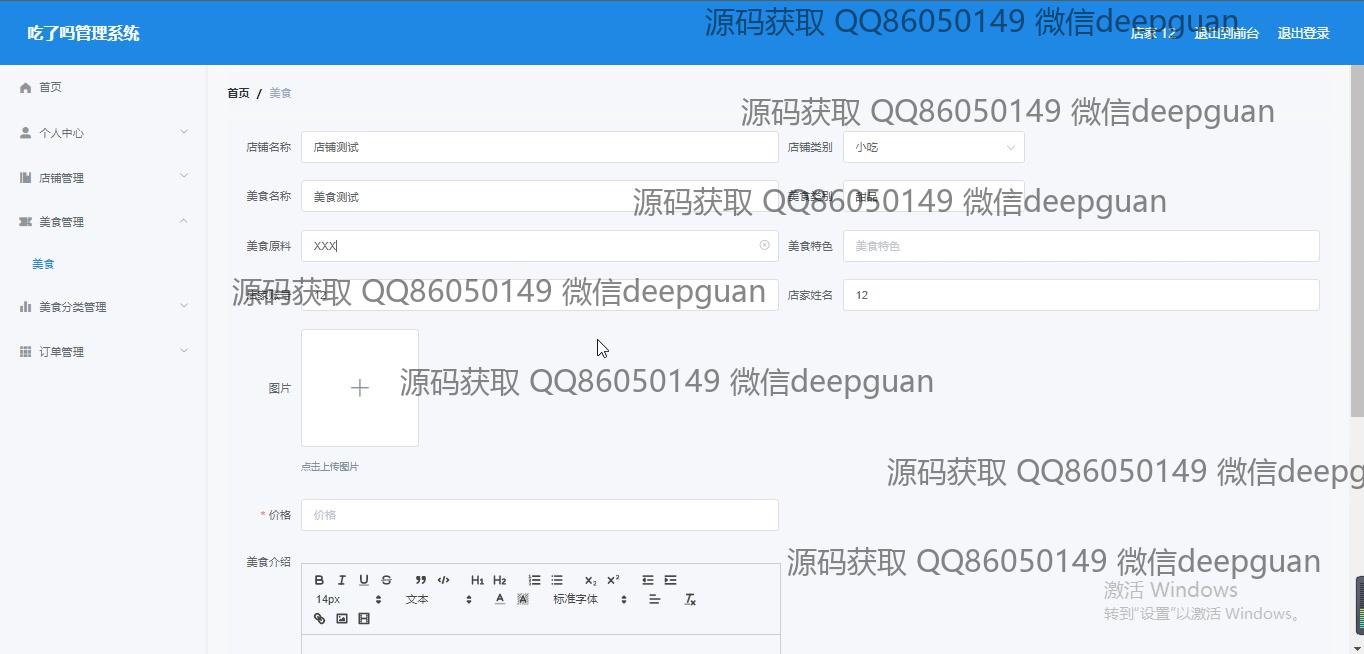 吃了吗管理系统
源码获取 QQ86050149 微信deepguan
店家 12 退出到前台 退出登录
首页
个人中心
店铺管理
美食管理
美食
美食分类管理
订单管理
首页 / 美食
源码获取 QQ86050149 微信deepguan
店铺名称 店铺测试 店铺类别 小吃
美食名称 美食测试 美食类别 甜品
源码获取 QQ86050149 微信deepguan
美食原料 XXX 美食特色 美食特色
店家账号 12 店家姓名 12
源码获取 QQ86050149 微信deepguan
图片
源码获取 QQ86050149 微信deepguan
点击上传图片
源码获取 QQ86050149 微信deepg
* 价格 价格
美食介绍
源码获取 QQ86050149 微信deepguan
B I U S ” </> H1 H2 X₂ X²
14px 文本 A A 标准字体 Tx
激活 Windows
转到“设置”以激活 Windows。